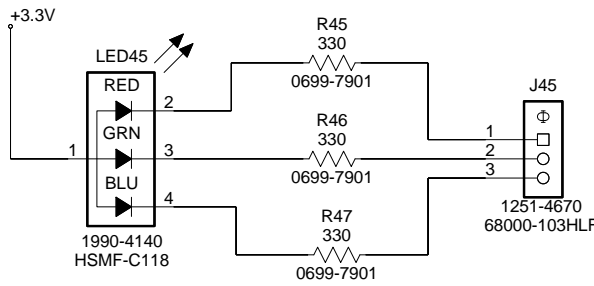 +3.3V
LED45
RED
GRN
BLU
1
2
3
4
1990-4140
HSMF-C118
R45
330
0699-7901
R46
330
0699-7901
R47
330
0699-7901
J45
Φ
1
2
3
1251-4670
68000-103HLF